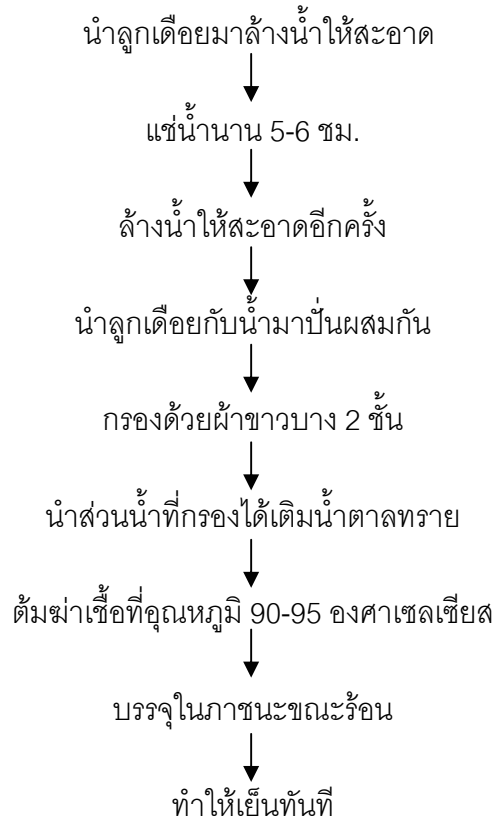 นำลูกเดือยมาล้างน้ำให้สะอาด
แช่น้ำนาน 5-6 ชม.
ล้างน้ำให้สะอาดอีกครั้ง
นำลูกเดือยกับน้ำมาปั่นผสมกัน
กรองด้วยผ้าขาวบาง 2 ชั้น
นำส่วนน้ำที่กรองได้เติมน้ำตาลทราย
ต้มฆ่าเชื้อที่อุณหภูมิ 90-95 องศาเซลเซียส
บรรจุในภาชนะขณะร้อน
ทำให้เย็นทันที